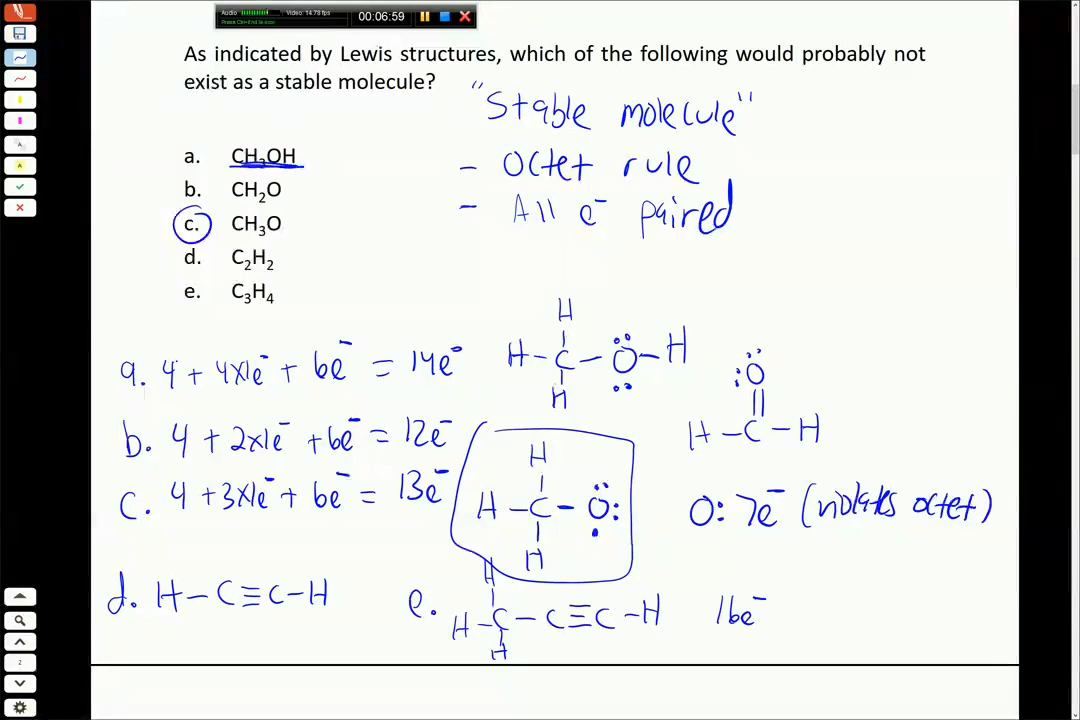 Audio Video: 14.78 fps
00:06:59
As indicated by Lewis structures, which of the following would probably not
exist as a stable molecule?
"Stable molecule"
- Octet rule
- All e⁻ paired
a. CH₃OH
b. CH₂O
c. CH₃O
d. C₂H₂
e. C₃H₄
a. 4 + 4x1e⁻ + 6e⁻ = 14e⁻
H
H-C-O-H
H
O
H-C-H
b. 4 + 2x1e⁻ + 6e⁻ = 12e⁻
c. 4 + 3x1e⁻ + 6e⁻ = 13e⁻
H
H-C-O:
H
O: 7e⁻ (violates octet)
d. H-C≡C-H
e.
H
H-C-C≡C-H
H
16e⁻
2